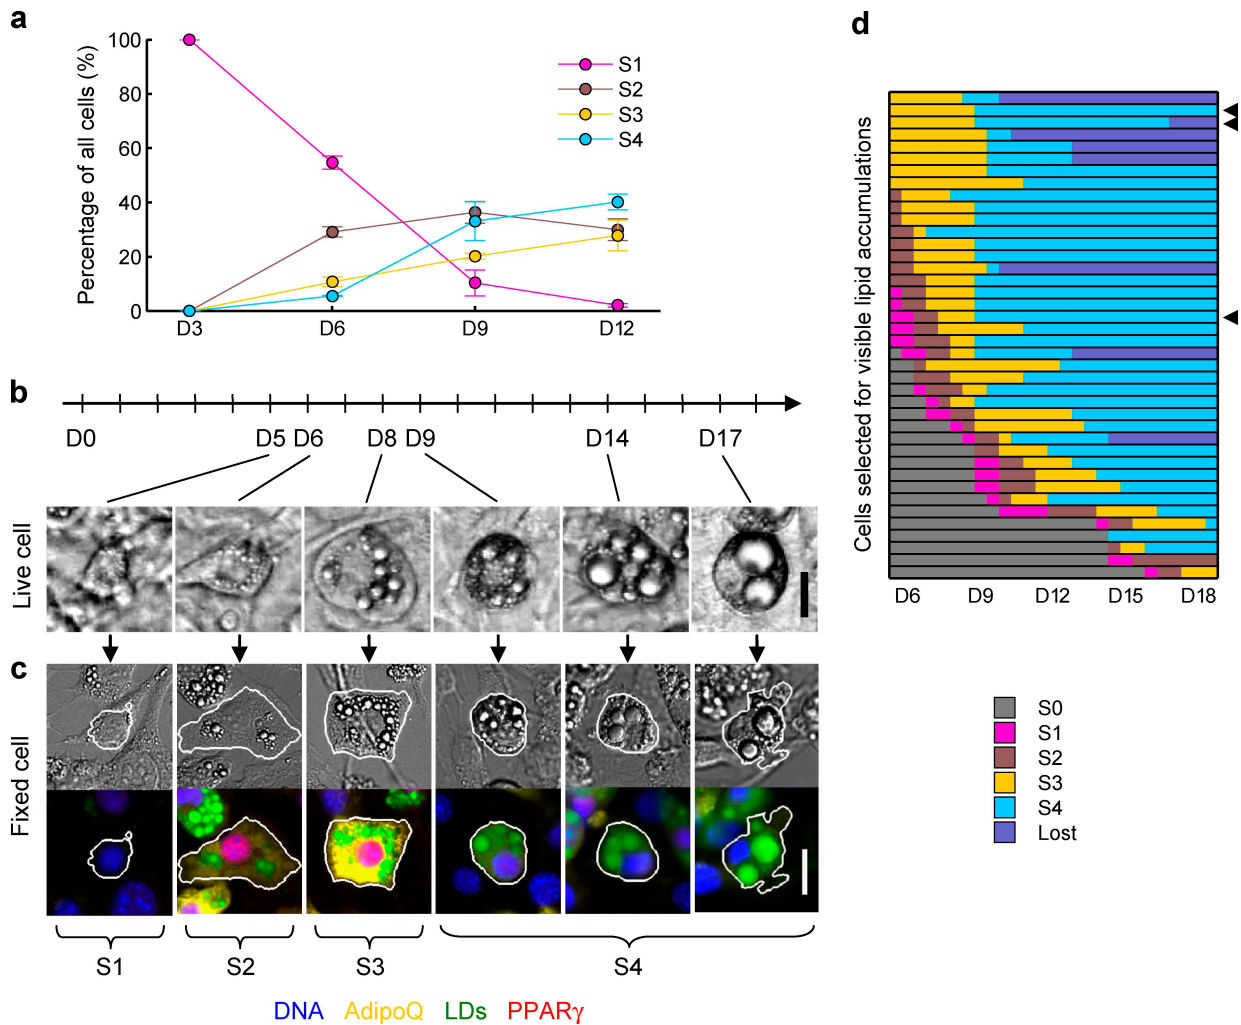 a
Percentage of all cells (%)
100
80
60
40
20
0
D3 D6 D9 D12
S1
S2
S3
S4
b
D0 D5 D6 D8 D9 D14 D17
Live cell
c
Fixed cell
S1 S2 S3 S4
DNA AdipoQ LDs PPARγ
d
Cells selected for visible lipid accumulations
D6 D9 D12 D15 D18
S0
S1
S2
S3
S4
Lost